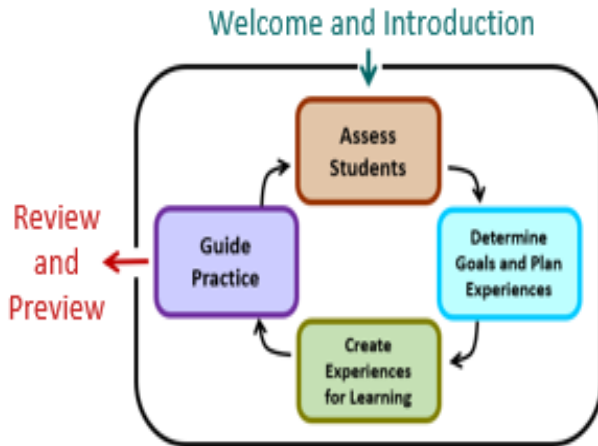 Welcome and Introduction
Assess
Students
Determine
Goals and Plan
Experiences
Create
Experiences
for Learning
Guide
Practice
Review
and
Preview